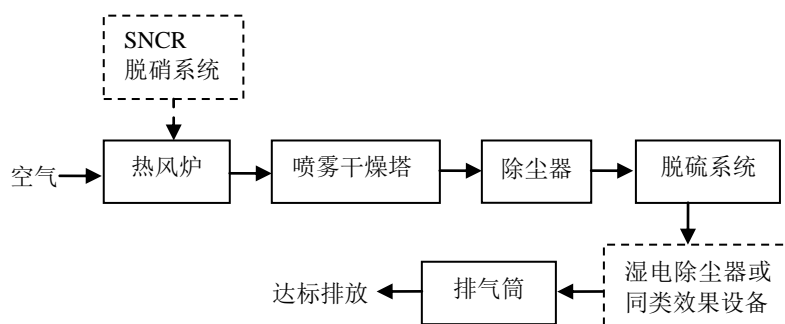 SNCR
脱硝系统
空气
热风炉
喷雾干燥塔
除尘器
脱硫系统
湿电除尘器或
同类效果设备
排气筒
达标排放